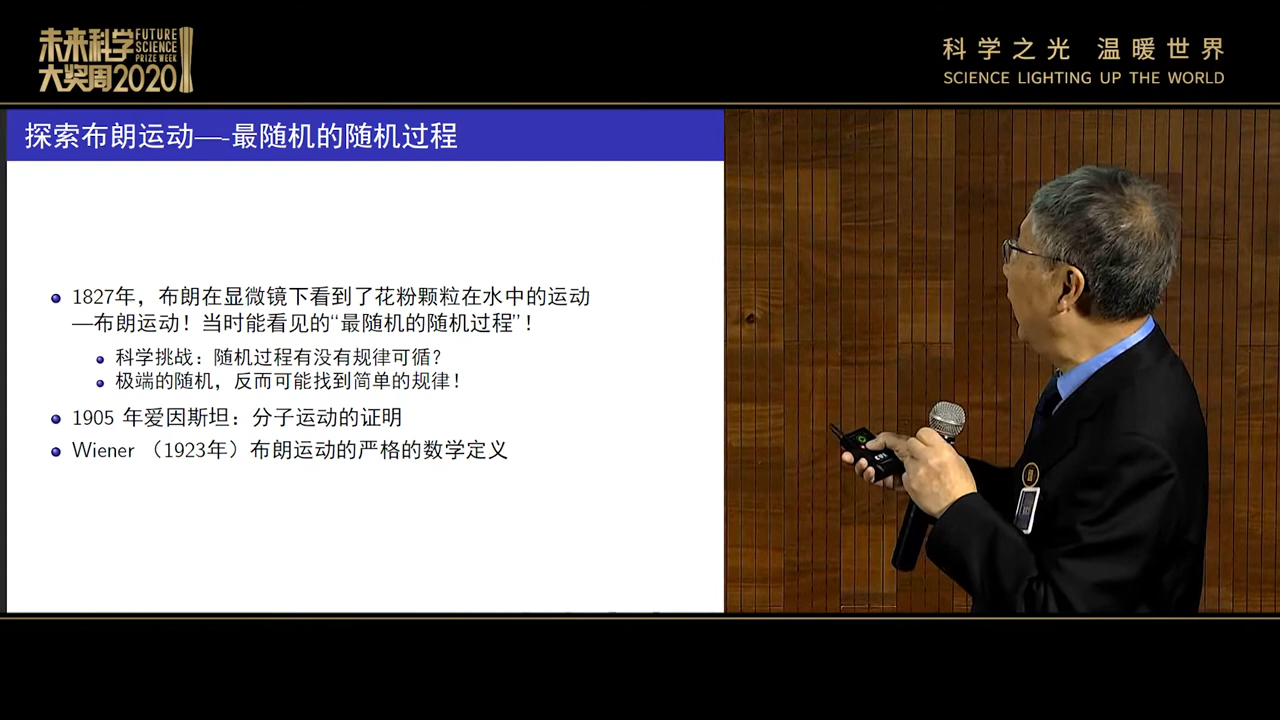 未来科学
大奖周2020
FUTURE
SCIENCE
PRIZE WEEK
科学之光 温暖世界
SCIENCE LIGHTING UP THE WORLD
探索布朗运动—-最随机的随机过程
1827年，布朗在显微镜下看到了花粉颗粒在水中的运动
—布朗运动！当时能看见的“最随机的随机过程”！
科学挑战：随机过程有没有规律可循？
极端的随机，反而可能找到简单的规律！
1905 年爱因斯坦：分子运动的证明
Wiener （1923年）布朗运动的严格的数学定义